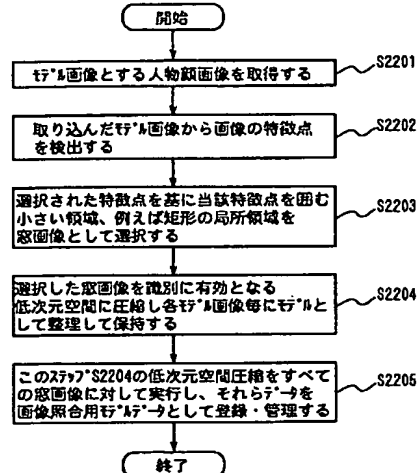 開始
ﾓﾃﾞﾙ画像とする人物顔画像を取得する
S2201
取り込んだﾓﾃﾞﾙ画像から画像の特徴点
を検出する
S2202
選択された特徴点を基に当該特徴点を囲む
小さい領域、例えば矩形の局所領域を
窓画像として選択する
S2203
選択した窓画像を識別に有効となる
低次元空間に圧縮し各ﾓﾃﾞﾙ画像毎にﾓﾃﾞﾙと
して整理して保持する
S2204
このｽﾃｯﾌﾟS2204の低次元空間圧縮をすべて
の窓画像に対して実行し、それらﾃﾞｰﾀを
画像照合用ﾓﾃﾞﾙﾃﾞｰﾀとして登録・管理する
S2205
終了